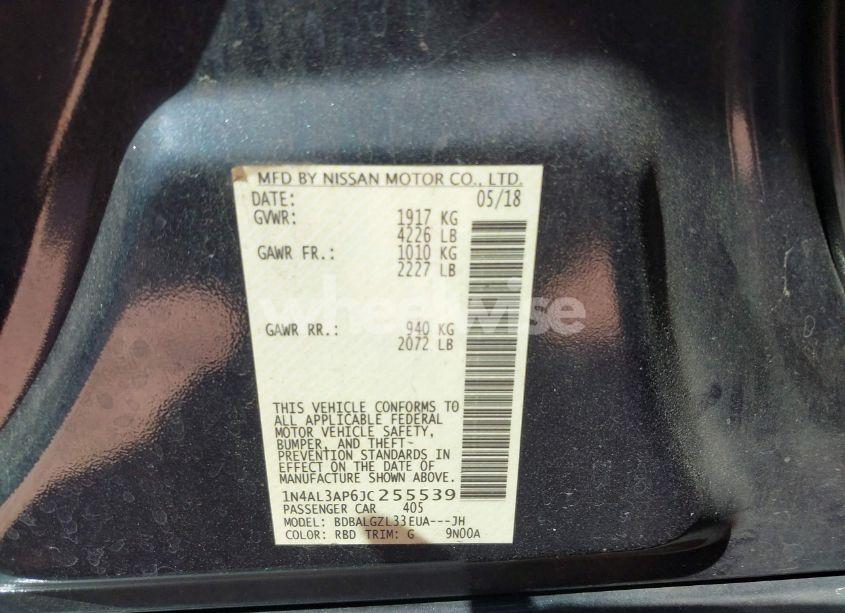 MFD BY NISSAN MOTOR CO., LTD.
DATE: 05/18
GVWR: 1917 KG
4226 LB
GAWR FR.: 1010 KG
2227 LB
wheelwise
GAWR RR.: 940 KG
2072 LB
THIS VEHICLE CONFORMS TO
ALL APPLICABLE FEDERAL
MOTOR VEHICLE SAFETY,
BUMPER, AND THEFT-
PREVENTION STANDARDS IN
EFFECT ON THE DATE OF
MANUFACTURE SHOWN ABOVE.
1N4AL3AP6JC255539
PASSENGER CAR 405
MODEL: BDBALGZL33EUA---JH
COLOR: RBD TRIM: G 9N00A